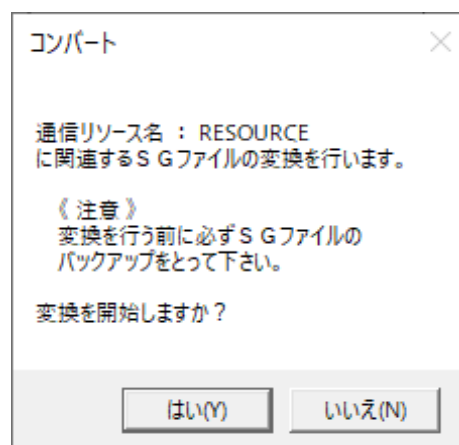 コンバート
通信リソース名 ： RESOURCE
に関連するＳＧファイルの変換を行います。
《 注意 》
変換を行う前に必ずＳＧファイルの
バックアップをとって下さい。
変換を開始しますか？
はい(Y)
いいえ(N)